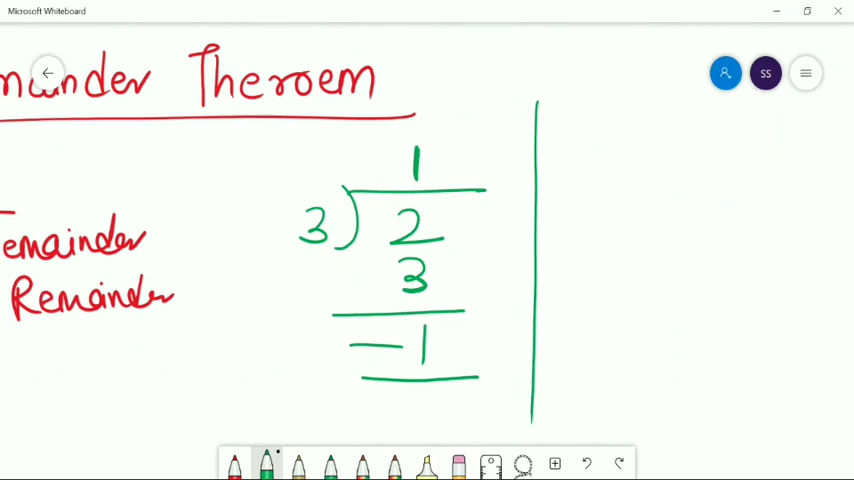 Microsoft Whiteboard
mainder Theroem
SS
1
3) 2
3
-1
emainder
Remainder